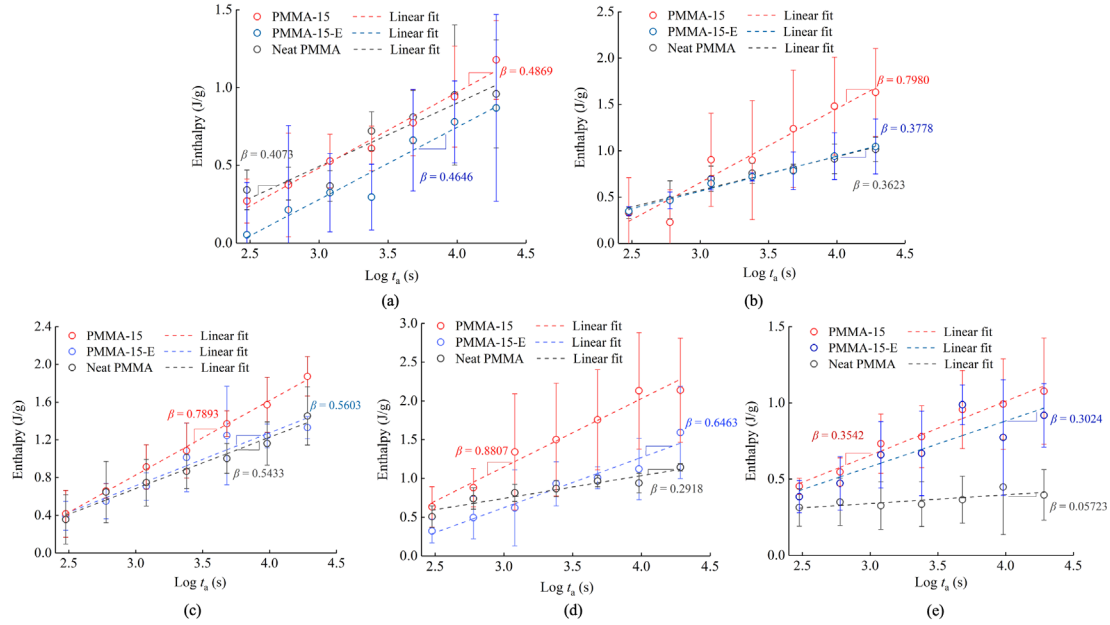 1.5
1.0
0.5
0.0
Enthalpy (J/g)
PMMA-15 Linear fit
PMMA-15-E Linear fit
Neat PMMA Linear fit
β = 0.4869
β = 0.4073
β = 0.4646
2.5 3.0 3.5 4.0 4.5
Log tₐ (s)
(a)
2.5
2.0
1.5
1.0
0.5
0.0
Enthalpy (J/g)
PMMA-15 Linear fit
PMMA-15-E Linear fit
Neat PMMA Linear fit
β = 0.7980
β = 0.3778
β = 0.3623
2.5 3.0 3.5 4.0 4.5
Log tₐ (s)
(b)
2.4
2.0
1.6
1.2
0.8
0.4
0.0
Enthalpy (J/g)
PMMA-15 Linear fit
PMMA-15-E Linear fit
Neat PMMA Linear fit
β = 0.7893
β = 0.5603
β = 0.5433
2.5 3.0 3.5 4.0 4.5
Log tₐ (s)
(c)
3.0
2.5
2.0
1.5
1.0
0.5
0.0
Enthalpy (J/g)
PMMA-15 Linear fit
PMMA-15-E Linear fit
Neat PMMA Linear fit
β = 0.8807
β = 0.6463
β = 0.2918
2.5 3.0 3.5 4.0 4.5
Log tₐ (s)
(d)
1.5
1.0
0.5
0.0
Enthalpy (J/g)
PMMA-15 Linear fit
PMMA-15-E Linear fit
Neat PMMA Linear fit
β = 0.3542
β = 0.3024
β = 0.05723
2.5 3.0 3.5 4.0 4.5
Log tₐ (s)
(e)